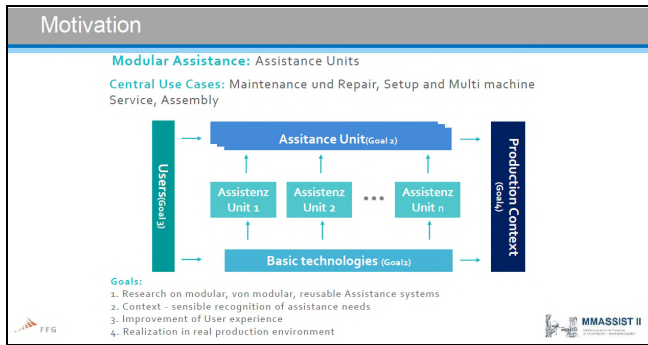 Motivation
Modular Assistance: Assistance Units
Central Use Cases: Maintenance und Repair, Setup and Multi machine
Service, Assembly
Users(Goal3)
Assitance Unit(Goal 2)
Assistenz
Unit 1
Assistenz
Unit 2
•••
Assistenz
Unit n
Basic technologies (Goal2)
Production Context
(Goal4)
Goals:
1. Research on modular, von modular, reusable Assistance systems
2. Context - sensible recognition of assistance needs
3. Improvement of User experience
4. Realization in real production environment
FFG
MMASSIST II